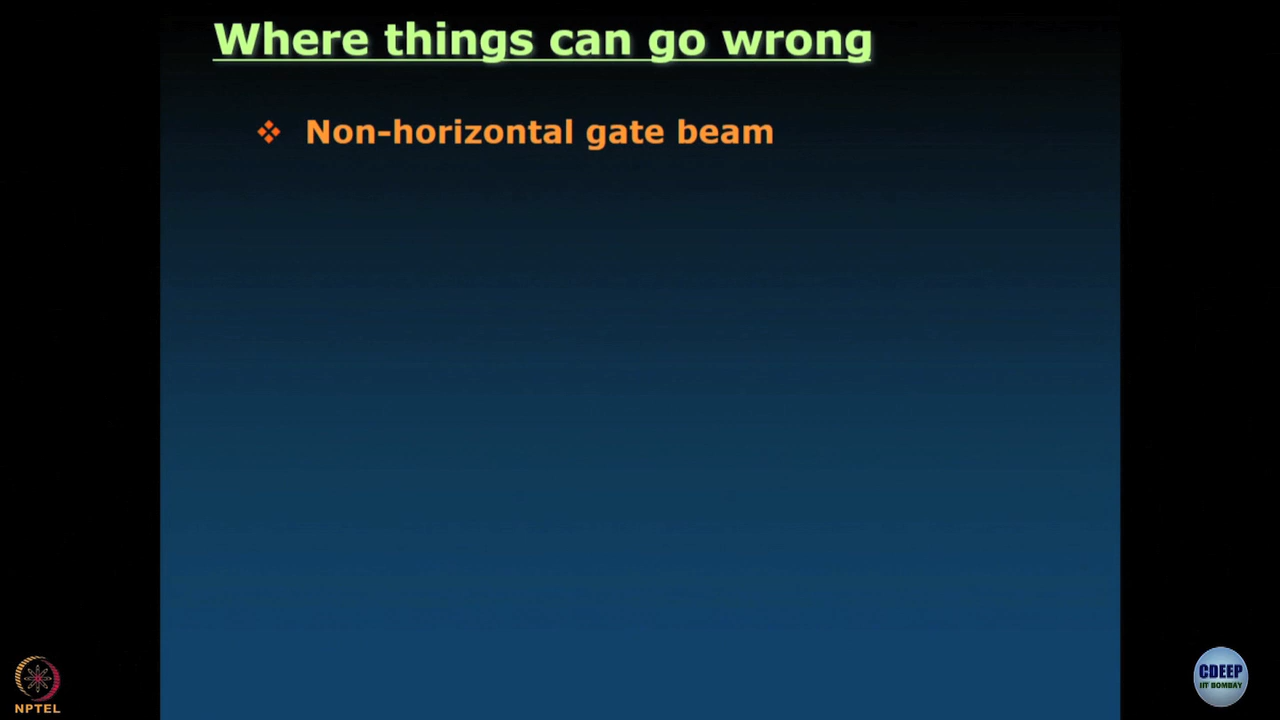 Where things can go wrong
Non-horizontal gate beam
NPTEL
CDEEP
IIT BOMBAY